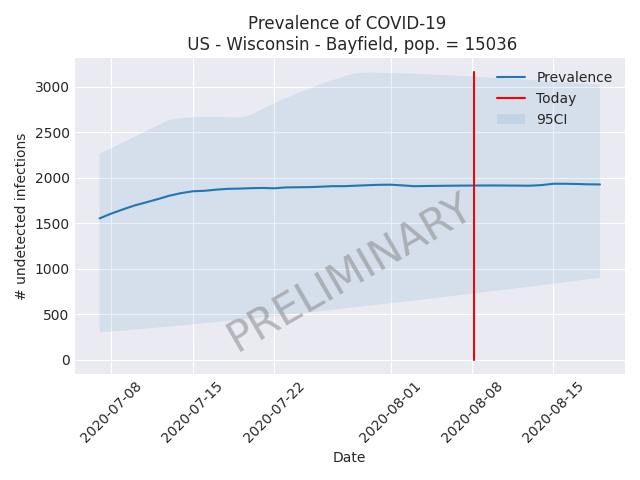 Prevalence of COVID-19
US - Wisconsin - Bayfield, pop. = 15036
Prevalence
Today
95CI
3000
2500
2000
1500
1000
500
0
# undetected infections
PRELIMINARY
2020-07-08
2020-07-15
2020-07-22
2020-08-01
2020-08-08
2020-08-15
Date